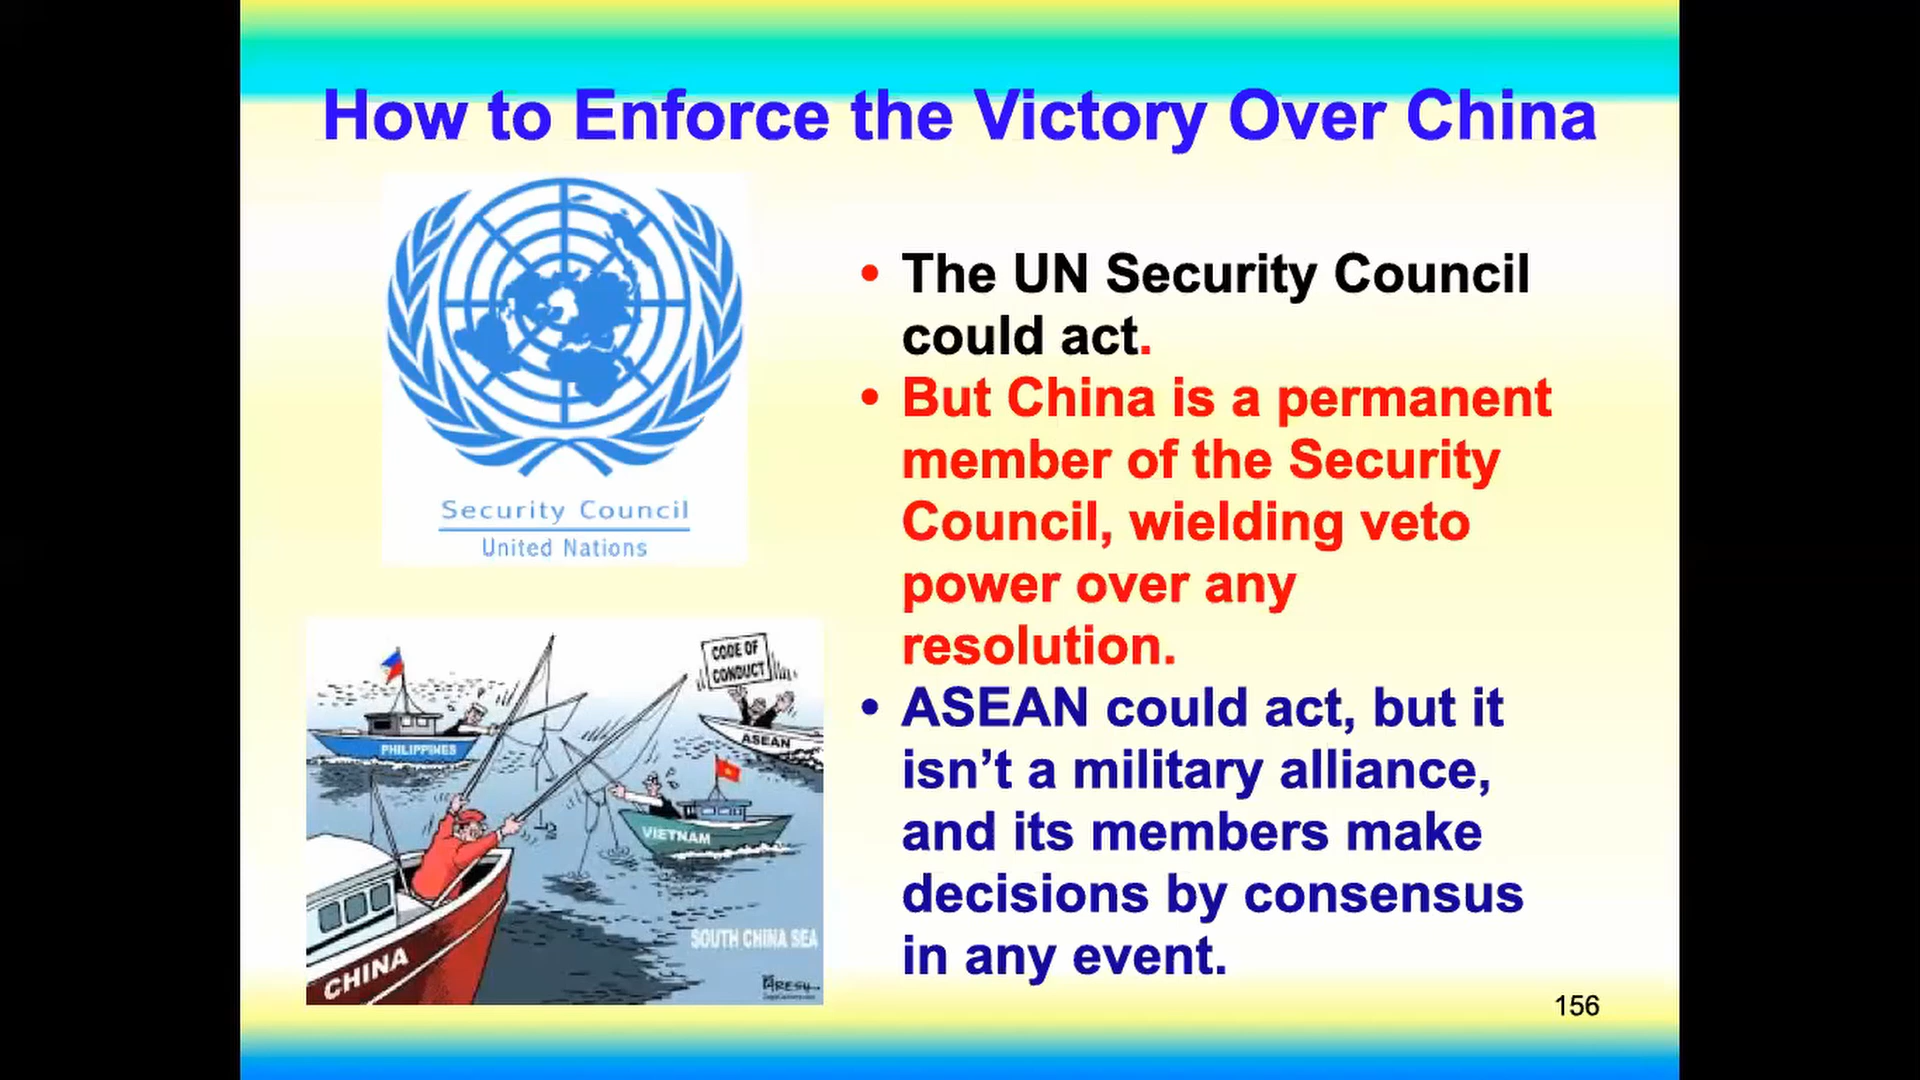 How to Enforce the Victory Over China
Security Council
United Nations
• The UN Security Council
could act.
• But China is a permanent
member of the Security
Council, wielding veto
power over any
resolution.
• ASEAN could act, but it
isn't a military alliance,
and its members make
decisions by consensus
in any event.
CODE OF
CONDUCT
PHILIPPINES
ASEAN
VIETNAM
SOUTH CHINA SEA
CHINA
PARESH
156